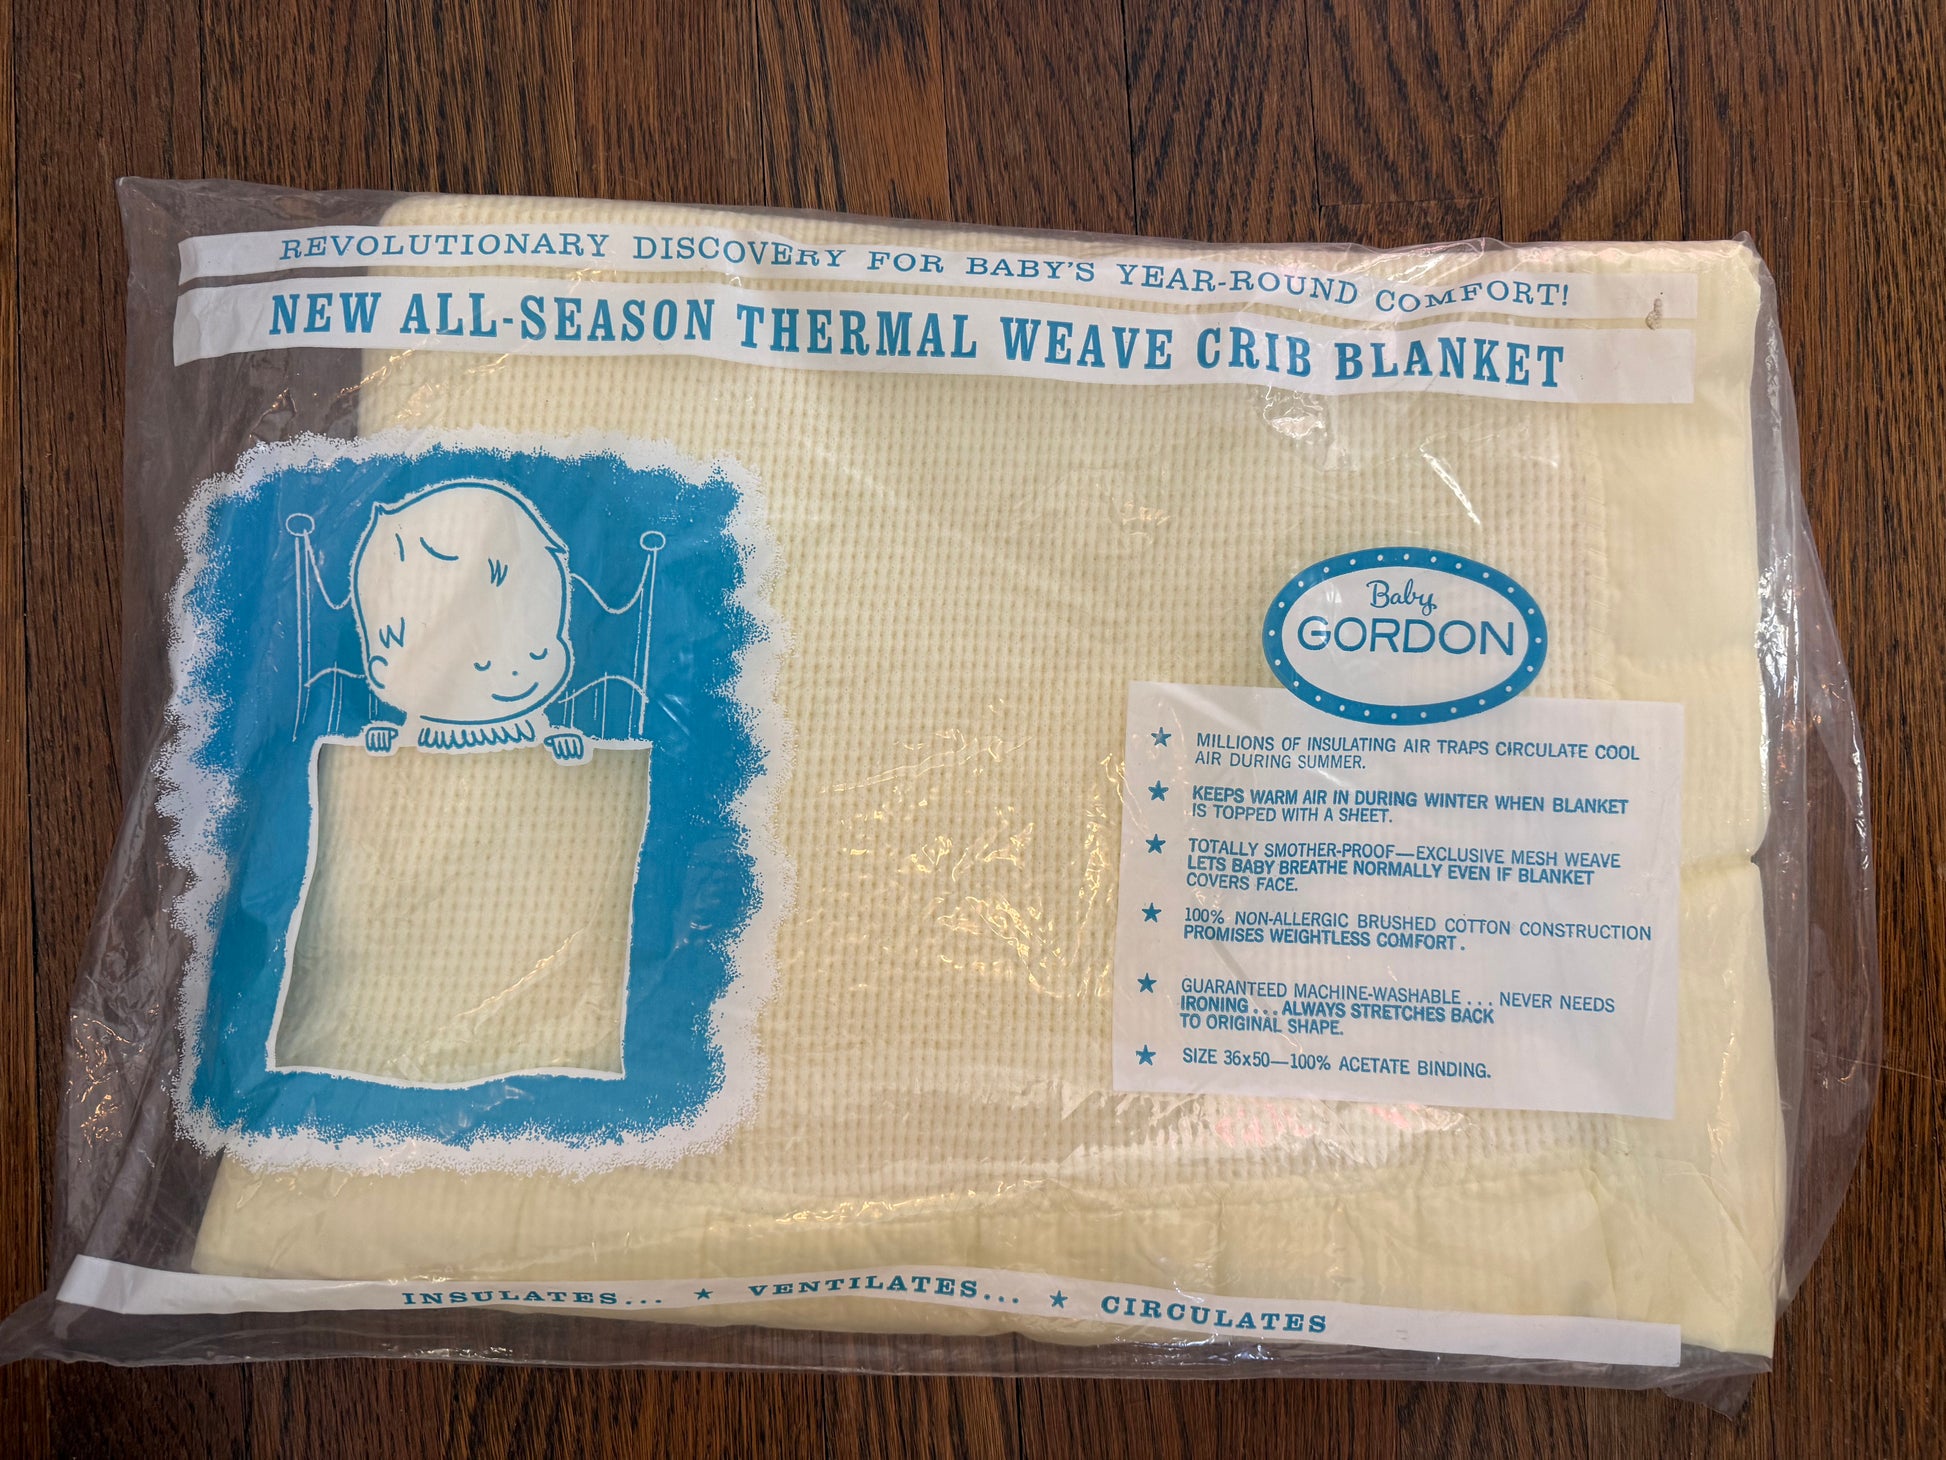 REVOLUTIONARY DISCOVERY FOR BABY'S YEAR-ROUND COMFORT!
NEW ALL-SEASON THERMAL WEAVE CRIB BLANKET
Baby
GORDON
★ MILLIONS OF INSULATING AIR TRAPS CIRCULATE COOL
AIR DURING SUMMER.
★ KEEPS WARM AIR IN DURING WINTER WHEN BLANKET
IS TOPPED WITH A SHEET.
★ TOTALLY SMOTHER-PROOF—EXCLUSIVE MESH WEAVE
LETS BABY BREATHE NORMALLY EVEN IF BLANKET
COVERS FACE.
★ 100% NON-ALLERGIC BRUSHED COTTON CONSTRUCTION
PROMISES WEIGHTLESS COMFORT.
★ GUARANTEED MACHINE-WASHABLE... NEVER NEEDS
IRONING... ALWAYS STRETCHES BACK
TO ORIGINAL SHAPE.
★ SIZE 36x50—100% ACETATE BINDING.
INSULATES... ★ VENTILATES... ★ CIRCULATES